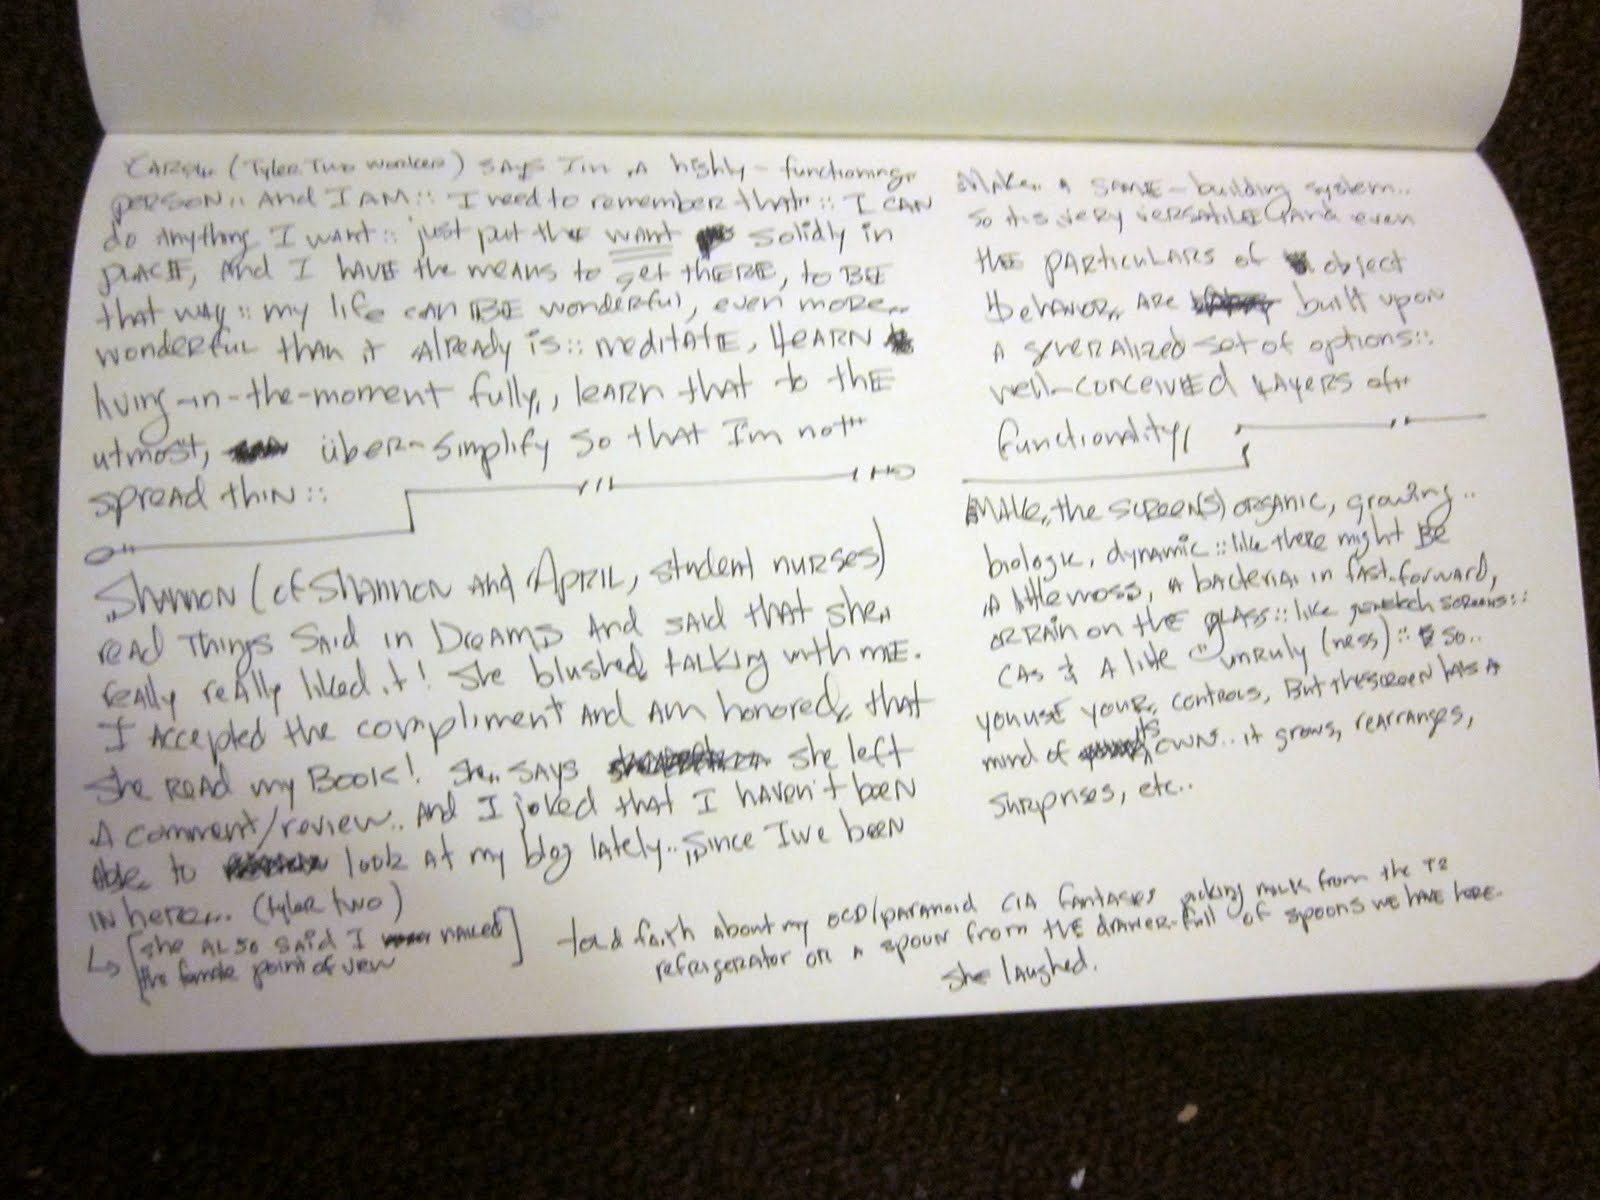 (Tyler Two worker) says I'm a highly-functioning,,
person,, And I AM:: I need to remember that,,:: I CAN
do Anything I want:: just put the want solidly in
place, And I HAVE the means to get there, to BE
that way:: my life can BE wonderful, even more,,
wonderful than it Already is:: meditate, learn
living-in-the-moment fully,, learn that to the
utmost, über-simplify so that I'm not"
spread thin::
Shannon (of Shannon And April, student nurses)
read Things Said in Dreams And said that she,,
really really liked it! She blushed talking with me.
I Accepted the compliment And Am honored,, that
she read my Book! She,, says she left
A comment/review.. And I joked that I haven't been
Able to look at my blog lately.. ,,since I've been
in here... (tyler two)
[she Also said I nailed]
the female point of view
Make,, a game-building system..
so it's very versatile and even
the particulars of object
Behavior,, are built upon
A generalized set of options::
well-conceived layers of,,
functionality,
Make,, the screen(s) organic, growing..
biologic, dynamic:: like there might Be
A little moss, A bacteria in fast-forward,
or rain on the glass:: like screens::
A little "unruly (ness):: so..
you use your, controls, But the screen has A
mind of its own.. it grows, rearranges,
surprises, etc..
told faith about my OCD/paranoid CIA fantasies milk from the T2
refrigerator on a spoon from the drawer-full of spoons we have here.
She laughed.